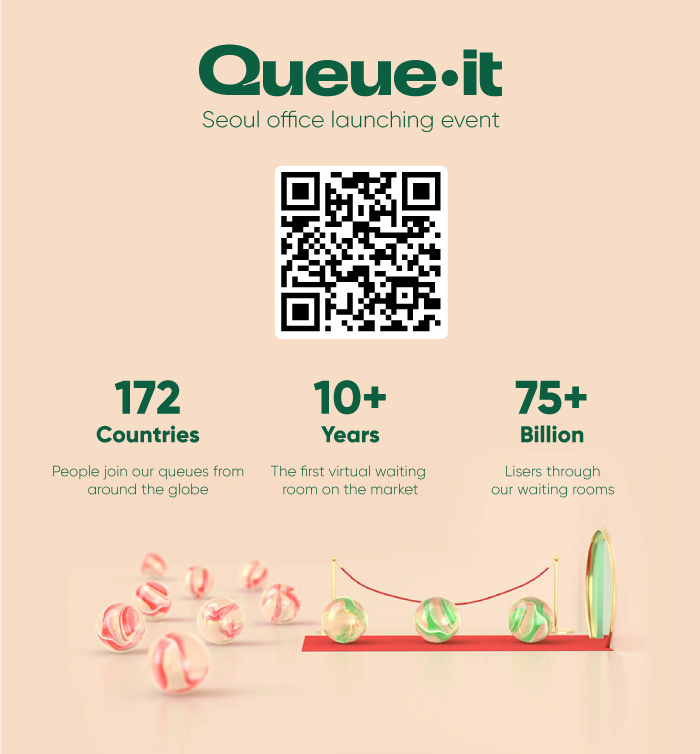 Queue•it
Seoul office launching event
172
Countries
People join our queues from
around the globe
10+
Years
The first virtual waiting
room on the market
75+
Billion
Lisers through
our waiting rooms